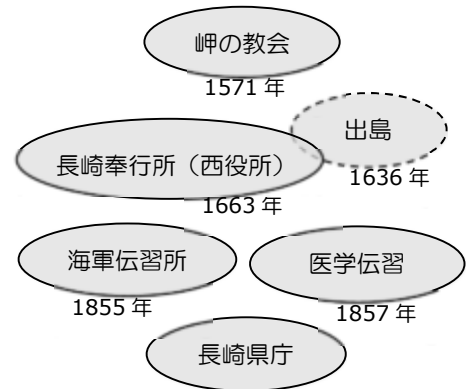 岬の教会
1571 年
出島
1636 年
長崎奉行所（西役所）
1663 年
海軍伝習所
1855 年
医学伝習
1857 年
長崎県庁